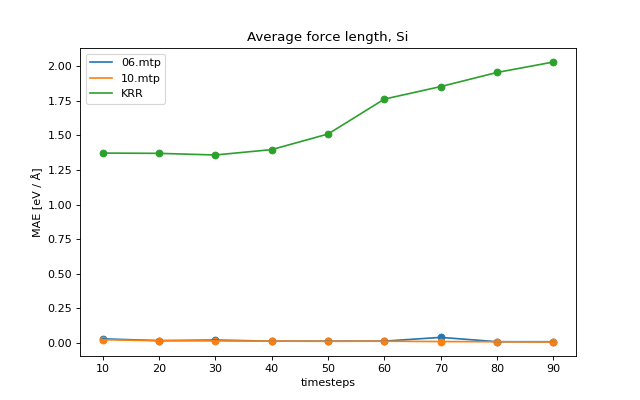 Average force length, Si
06.mtp
10.mtp
KRR
MAE [eV / Å]
2.00
1.75
1.50
1.25
1.00
0.75
0.50
0.25
0.00
10 20 30 40 50 60 70 80 90
timesteps